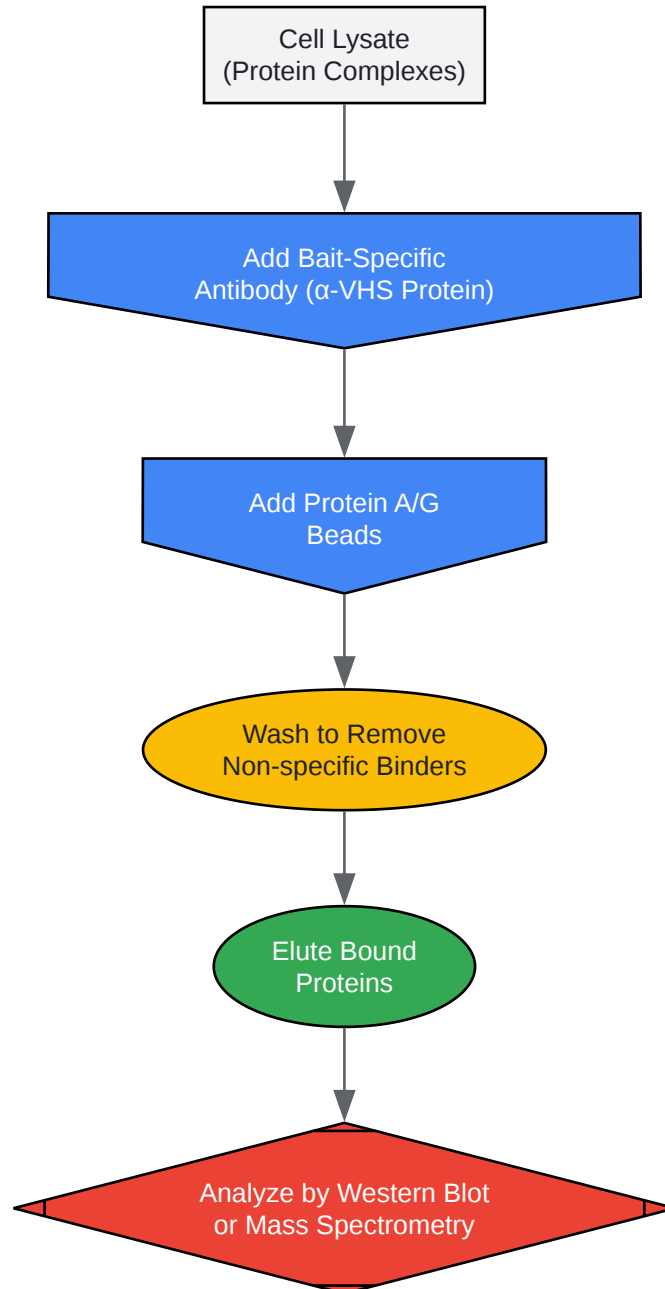 Cell Lysate
(Protein Complexes)
Add Bait-Specific
Antibody (α-VHS Protein)
Add Protein A/G
Beads
Wash to Remove
Non-specific Binders
Elute Bound
Proteins
Analyze by Western Blot
or Mass Spectrometry